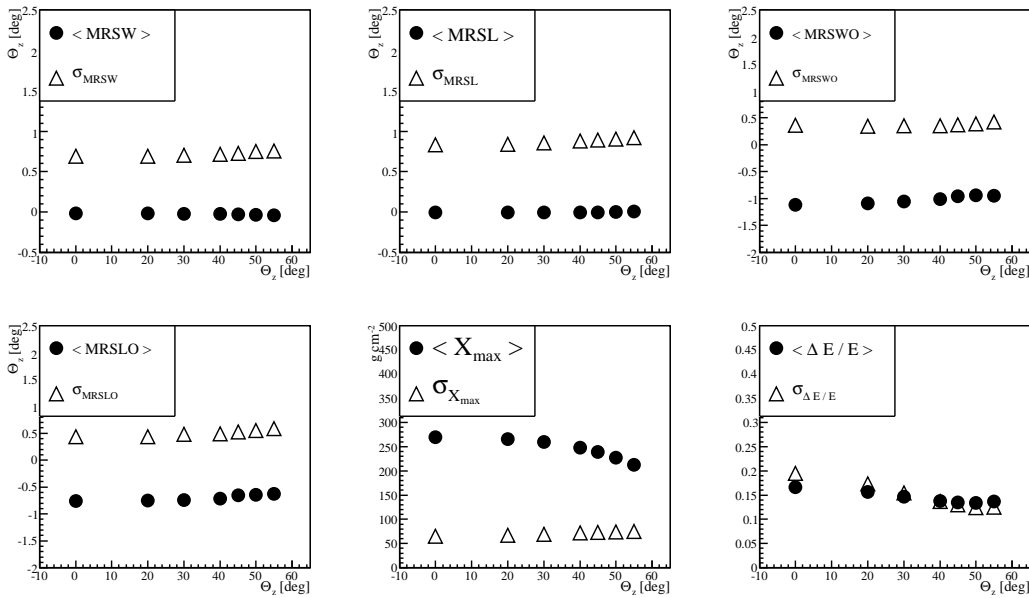 Θz [deg]
2.5
2
1.5
1
0.5
0
-0.5
< MRSW >
σMRSW
-10 0 10 20 30 40 50 60
Θz [deg]
Θz [deg]
2.5
2
1.5
1
0.5
0
-0.5
< MRSL >
σMRSL
-10 0 10 20 30 40 50 60
Θz [deg]
Θz [deg]
2.5
2
1.5
1
0.5
0
-0.5
-1
-1.5
-2
< MRSWO >
σMRSWO
-10 0 10 20 30 40 50 60
Θz [deg]
Θz [deg]
2.5
2
1.5
1
0.5
0
-0.5
-1
-1.5
-2
< MRSLO >
σMRSLO
-10 0 10 20 30 40 50 60
Θz [deg]
g cm-2
500
450
400
350
300
250
200
150
100
50
0
< Xmax >
σXmax
-10 0 10 20 30 40 50 60
Θz [deg]
0.5
0.45
0.4
0.35
0.3
0.25
0.2
0.15
0.1
0.05
0
< Δ E / E >
σΔ E / E
-10 0 10 20 30 40 50 60
Θz [deg]